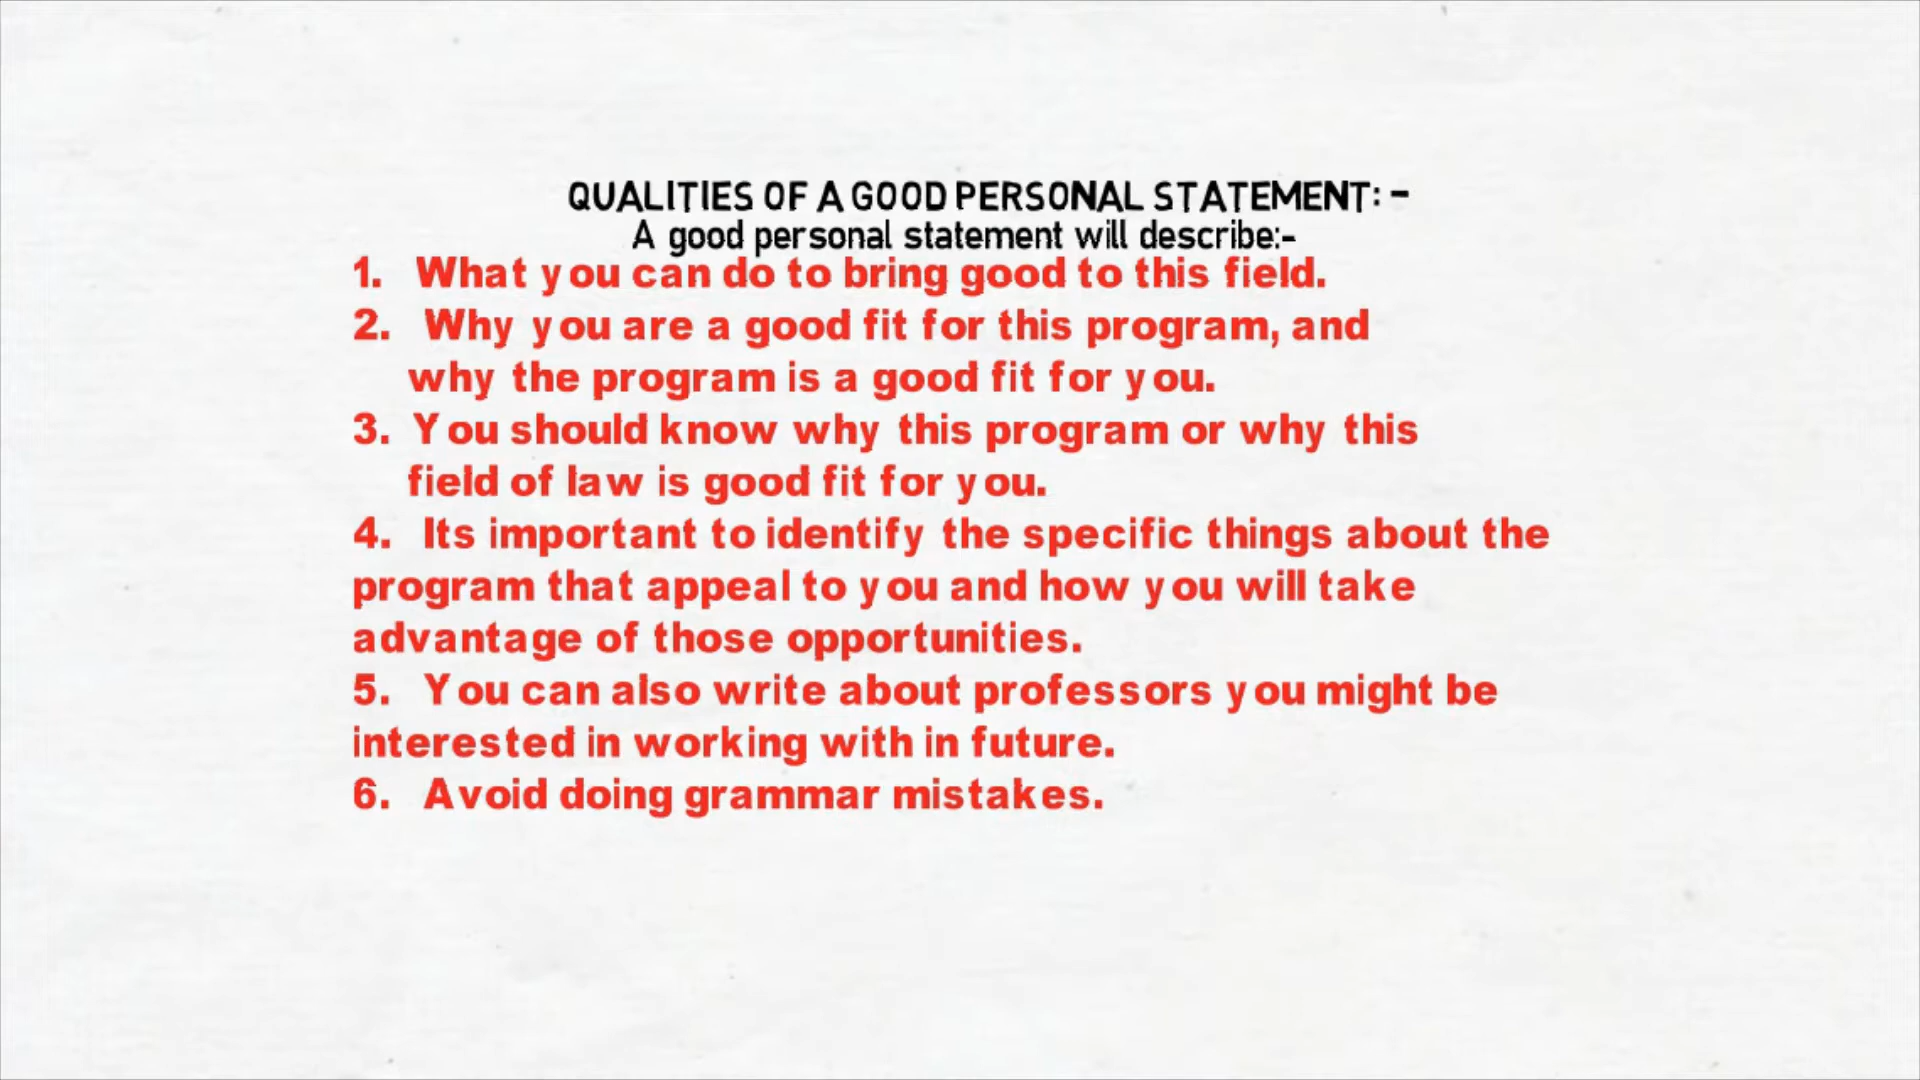 QUALITIES OF A GOOD PERSONAL STATEMENT: -
A good personal statement will describe:-
1. What you can do to bring good to this field.
2. Why you are a good fit for this program, and
why the program is a good fit for you.
3. You should know why this program or why this
field of law is good fit for you.
4. Its important to identify the specific things about the
program that appeal to you and how you will take
advantage of those opportunities.
5. You can also write about professors you might be
interested in working with in future.
6. Avoid doing grammar mistakes.